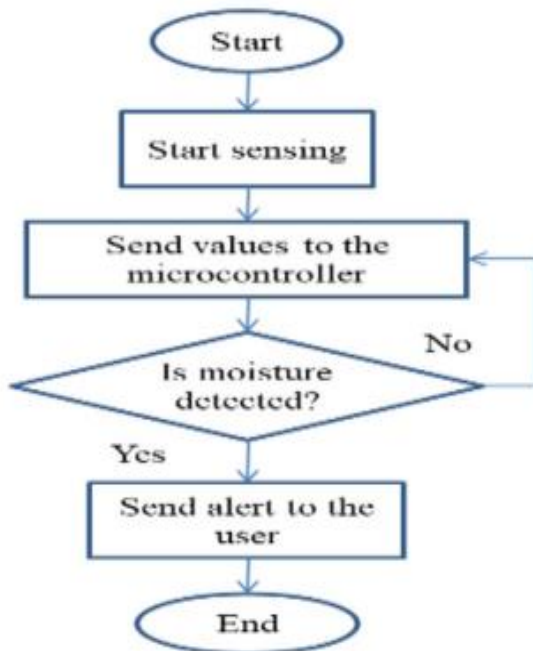 Start
Start sensing
Send values to the
microcontroller
No
Is moisture
detected?
Yes
Send alert to the
user
End